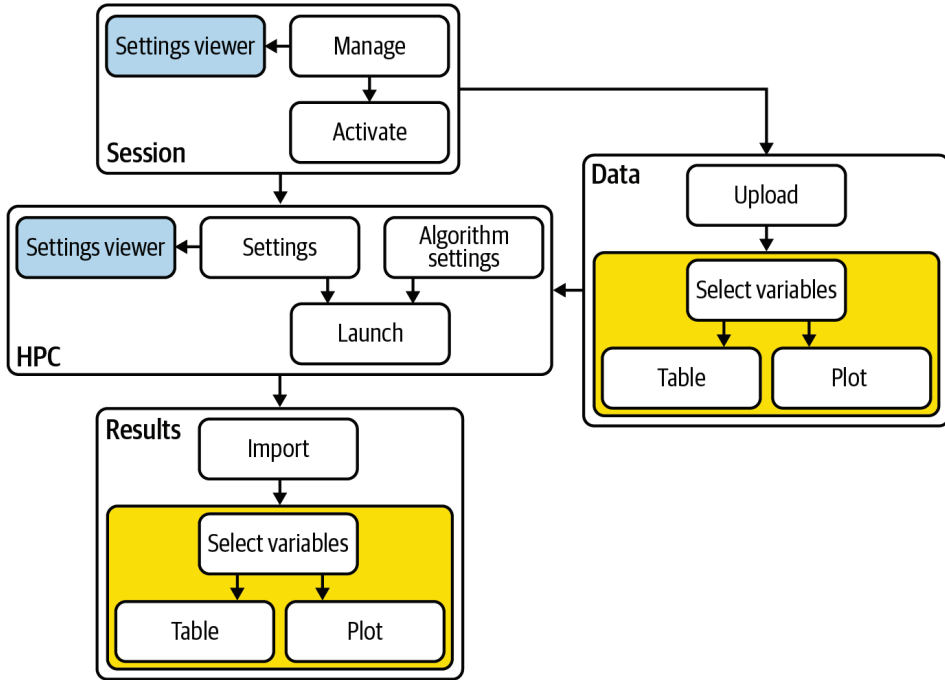 Settings viewer
Manage
Activate
Session
Data
Upload
Select variables
Table
Plot
Settings viewer
Settings
Algorithm
settings
Launch
HPC
Results
Import
Select variables
Table
Plot